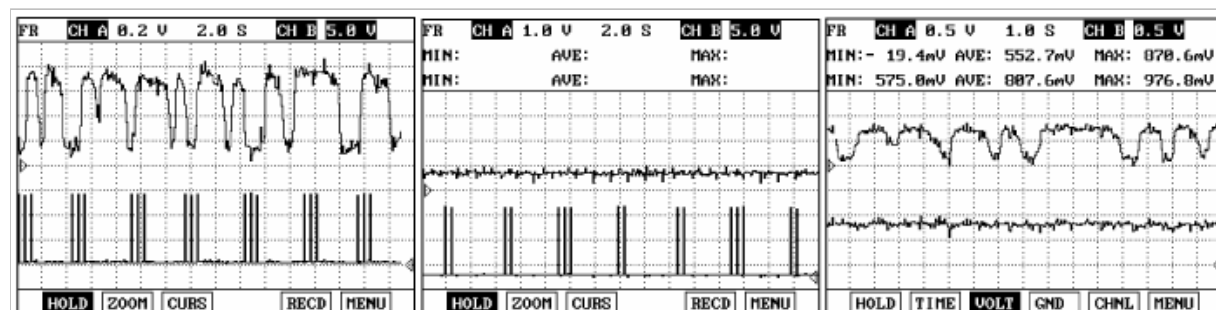 FR CH A 0.2 V 2.0 S CH B 5.0 V
HOLD ZOOM CURS RECD MENU
FR CH A 1.0 V 2.0 S CH B 5.0 V
MIN: AVE: MAX:
MIN: AVE: MAX:
HOLD ZOOM CURS RECD MENU
FR CH A 0.5 V 1.0 S CH B 0.5 V
MIN:- 19.4mV AVE: 552.7mV MAX: 870.6mV
MIN: 575.0mV AVE: 807.6mV MAX: 976.8mV
HOLD TIME VOLT GND CHNL MENU